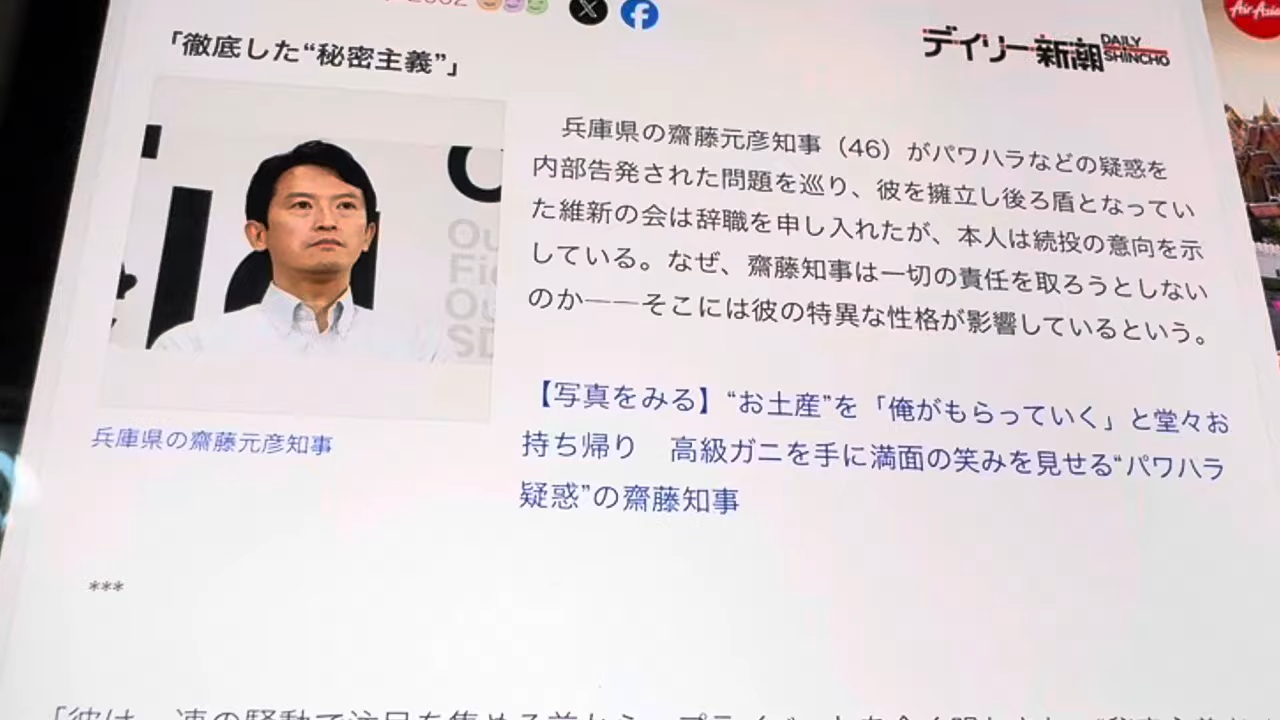 「徹底した“秘密主義”」
デイリー新潮 DAILY SHINCHO
兵庫県の齋藤元彦知事（46）がパワハラなどの疑惑を
内部告発された問題を巡り、彼を擁立し後ろ盾となってい
た維新の会は辞職を申し入れたが、本人は続投の意向を示
している。なぜ、齋藤知事は一切の責任を取ろうとしない
のか――そこには彼の特異な性格が影響しているという。
兵庫県の齋藤元彦知事
【写真をみる】“お土産”を「俺がもらっていく」と堂々お
持ち帰り　高級ガニを手に満面の笑みを見せる“パワハラ
疑惑”の齋藤知事
***
AirAsia